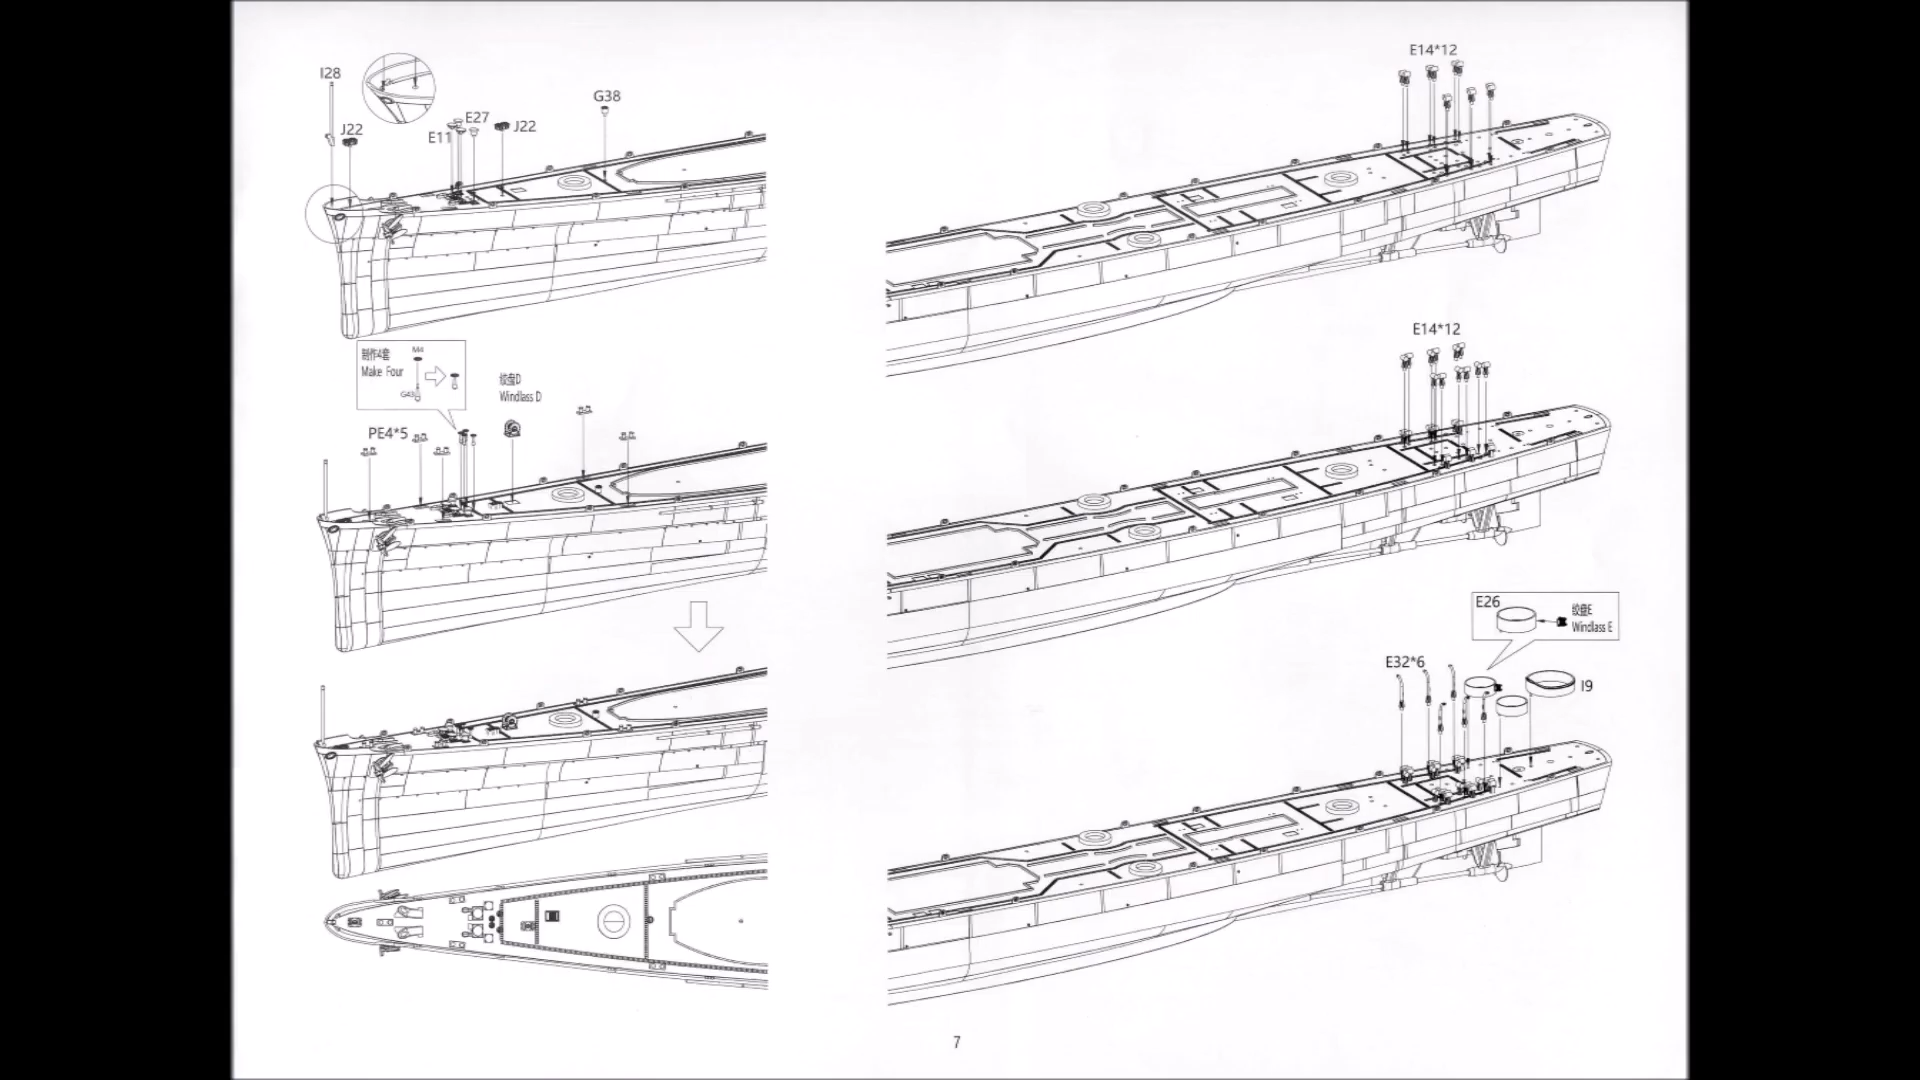 I28
J22
E11
E27
J22
G38
制作4套
Make Four
M4
G43
绞盘D
Windlass D
PE4*5
E14*12
E14*12
E26
绞盘E
Windlass E
E32*6
I9
7